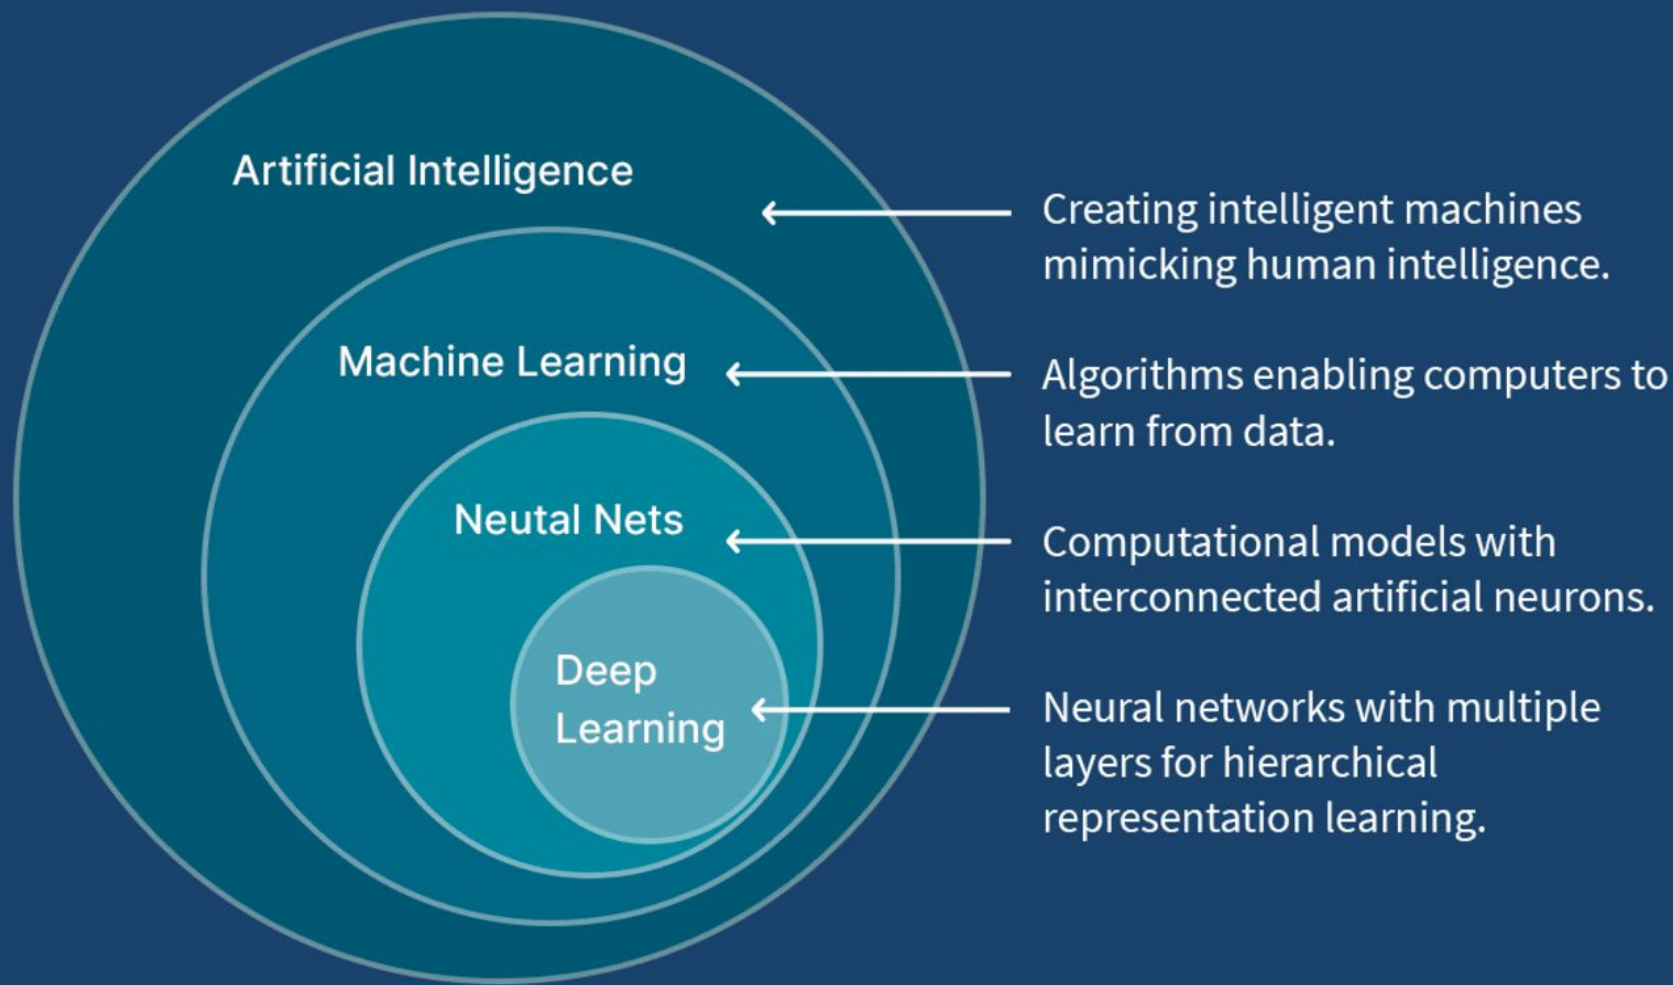 Artificial Intelligence
Creating intelligent machines
mimicking human intelligence.
Machine Learning
Algorithms enabling computers to
learn from data.
Neutal Nets
Computational models with
interconnected artificial neurons.
Deep
Learning
Neural networks with multiple
layers for hierarchical
representation learning.